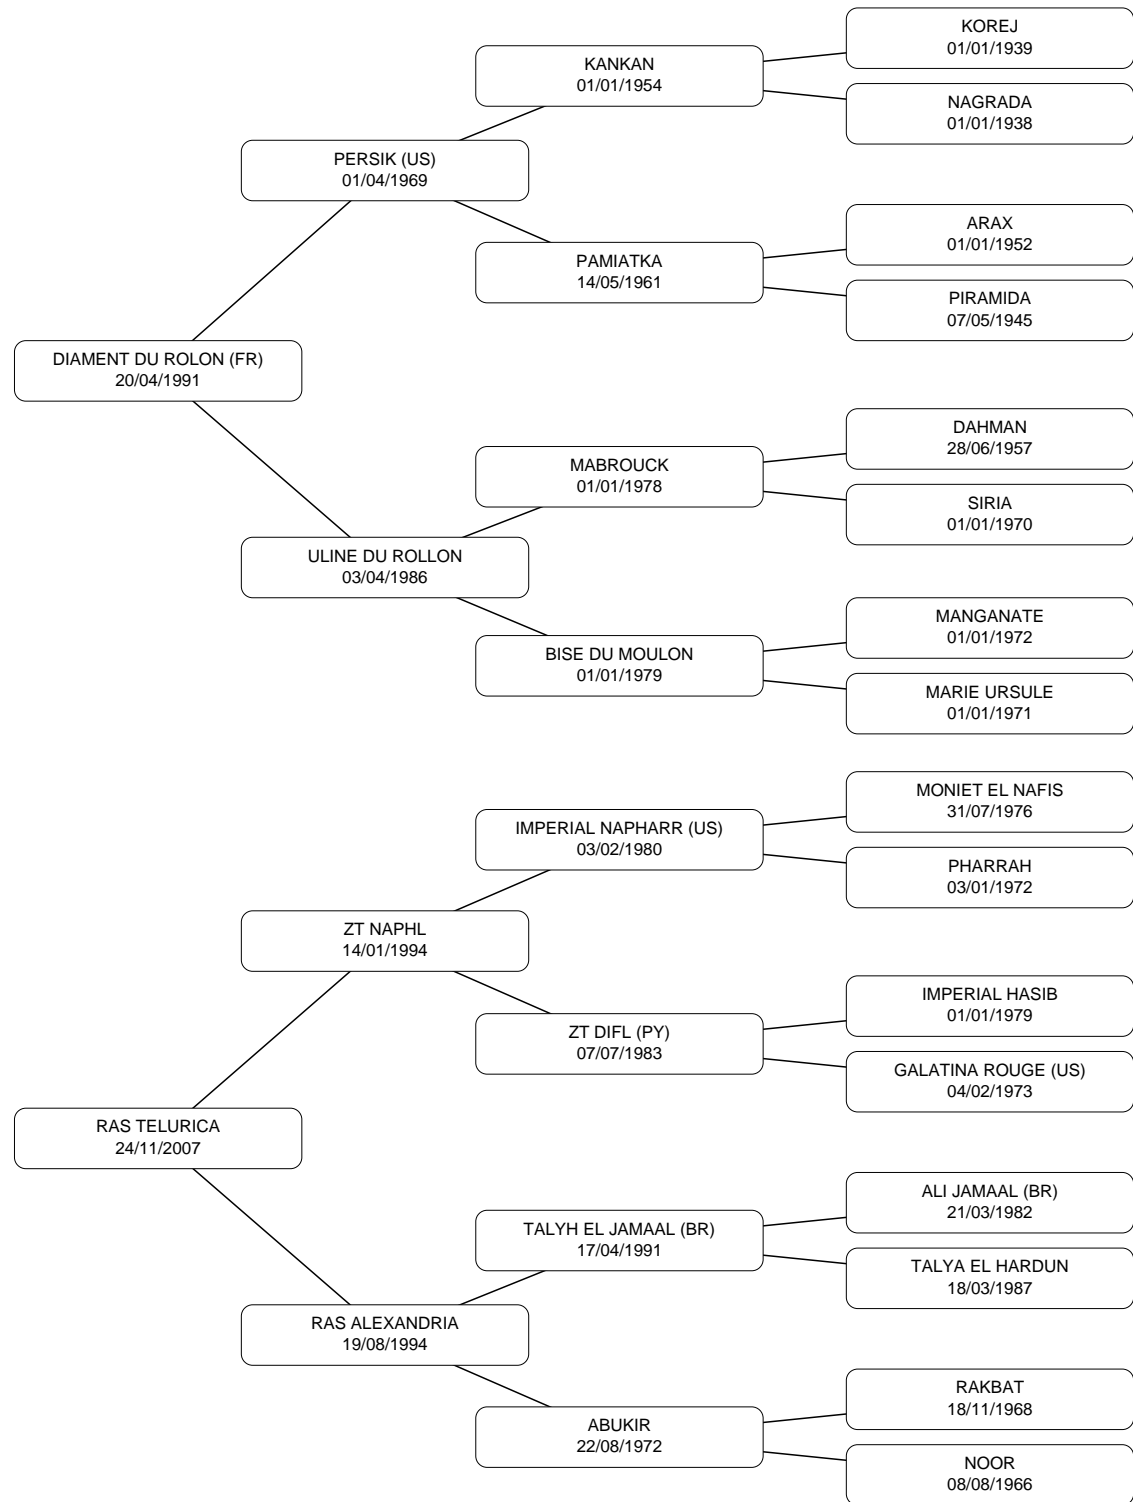 KOREJ
01/01/1939
KANKAN
01/01/1954
NAGRADA
01/01/1938
PERSIK (US)
01/04/1969
ARAX
01/01/1952
PAMIATKA
14/05/1961
PIRAMIDA
07/05/1945
DIAMENT DU ROLON (FR)
20/04/1991
DAHMAN
28/06/1957
MABROUCK
01/01/1978
SIRIA
01/01/1970
ULINE DU ROLLON
03/04/1986
MANGANATE
01/01/1972
BISE DU MOULON
01/01/1979
MARIE URSULE
01/01/1971
MONIET EL NAFIS
31/07/1976
IMPERIAL NAPHARR (US)
03/02/1980
PHARRAH
03/01/1972
ZT NAPHL
14/01/1994
IMPERIAL HASIB
01/01/1979
ZT DIFL (PY)
07/07/1983
GALATINA ROUGE (US)
04/02/1973
RAS TELURICA
24/11/2007
ALI JAMAAL (BR)
21/03/1982
TALYH EL JAMAAL (BR)
17/04/1991
TALYA EL HARDUN
18/03/1987
RAS ALEXANDRIA
19/08/1994
RAKBAT
18/11/1968
ABUKIR
22/08/1972
NOOR
08/08/1966